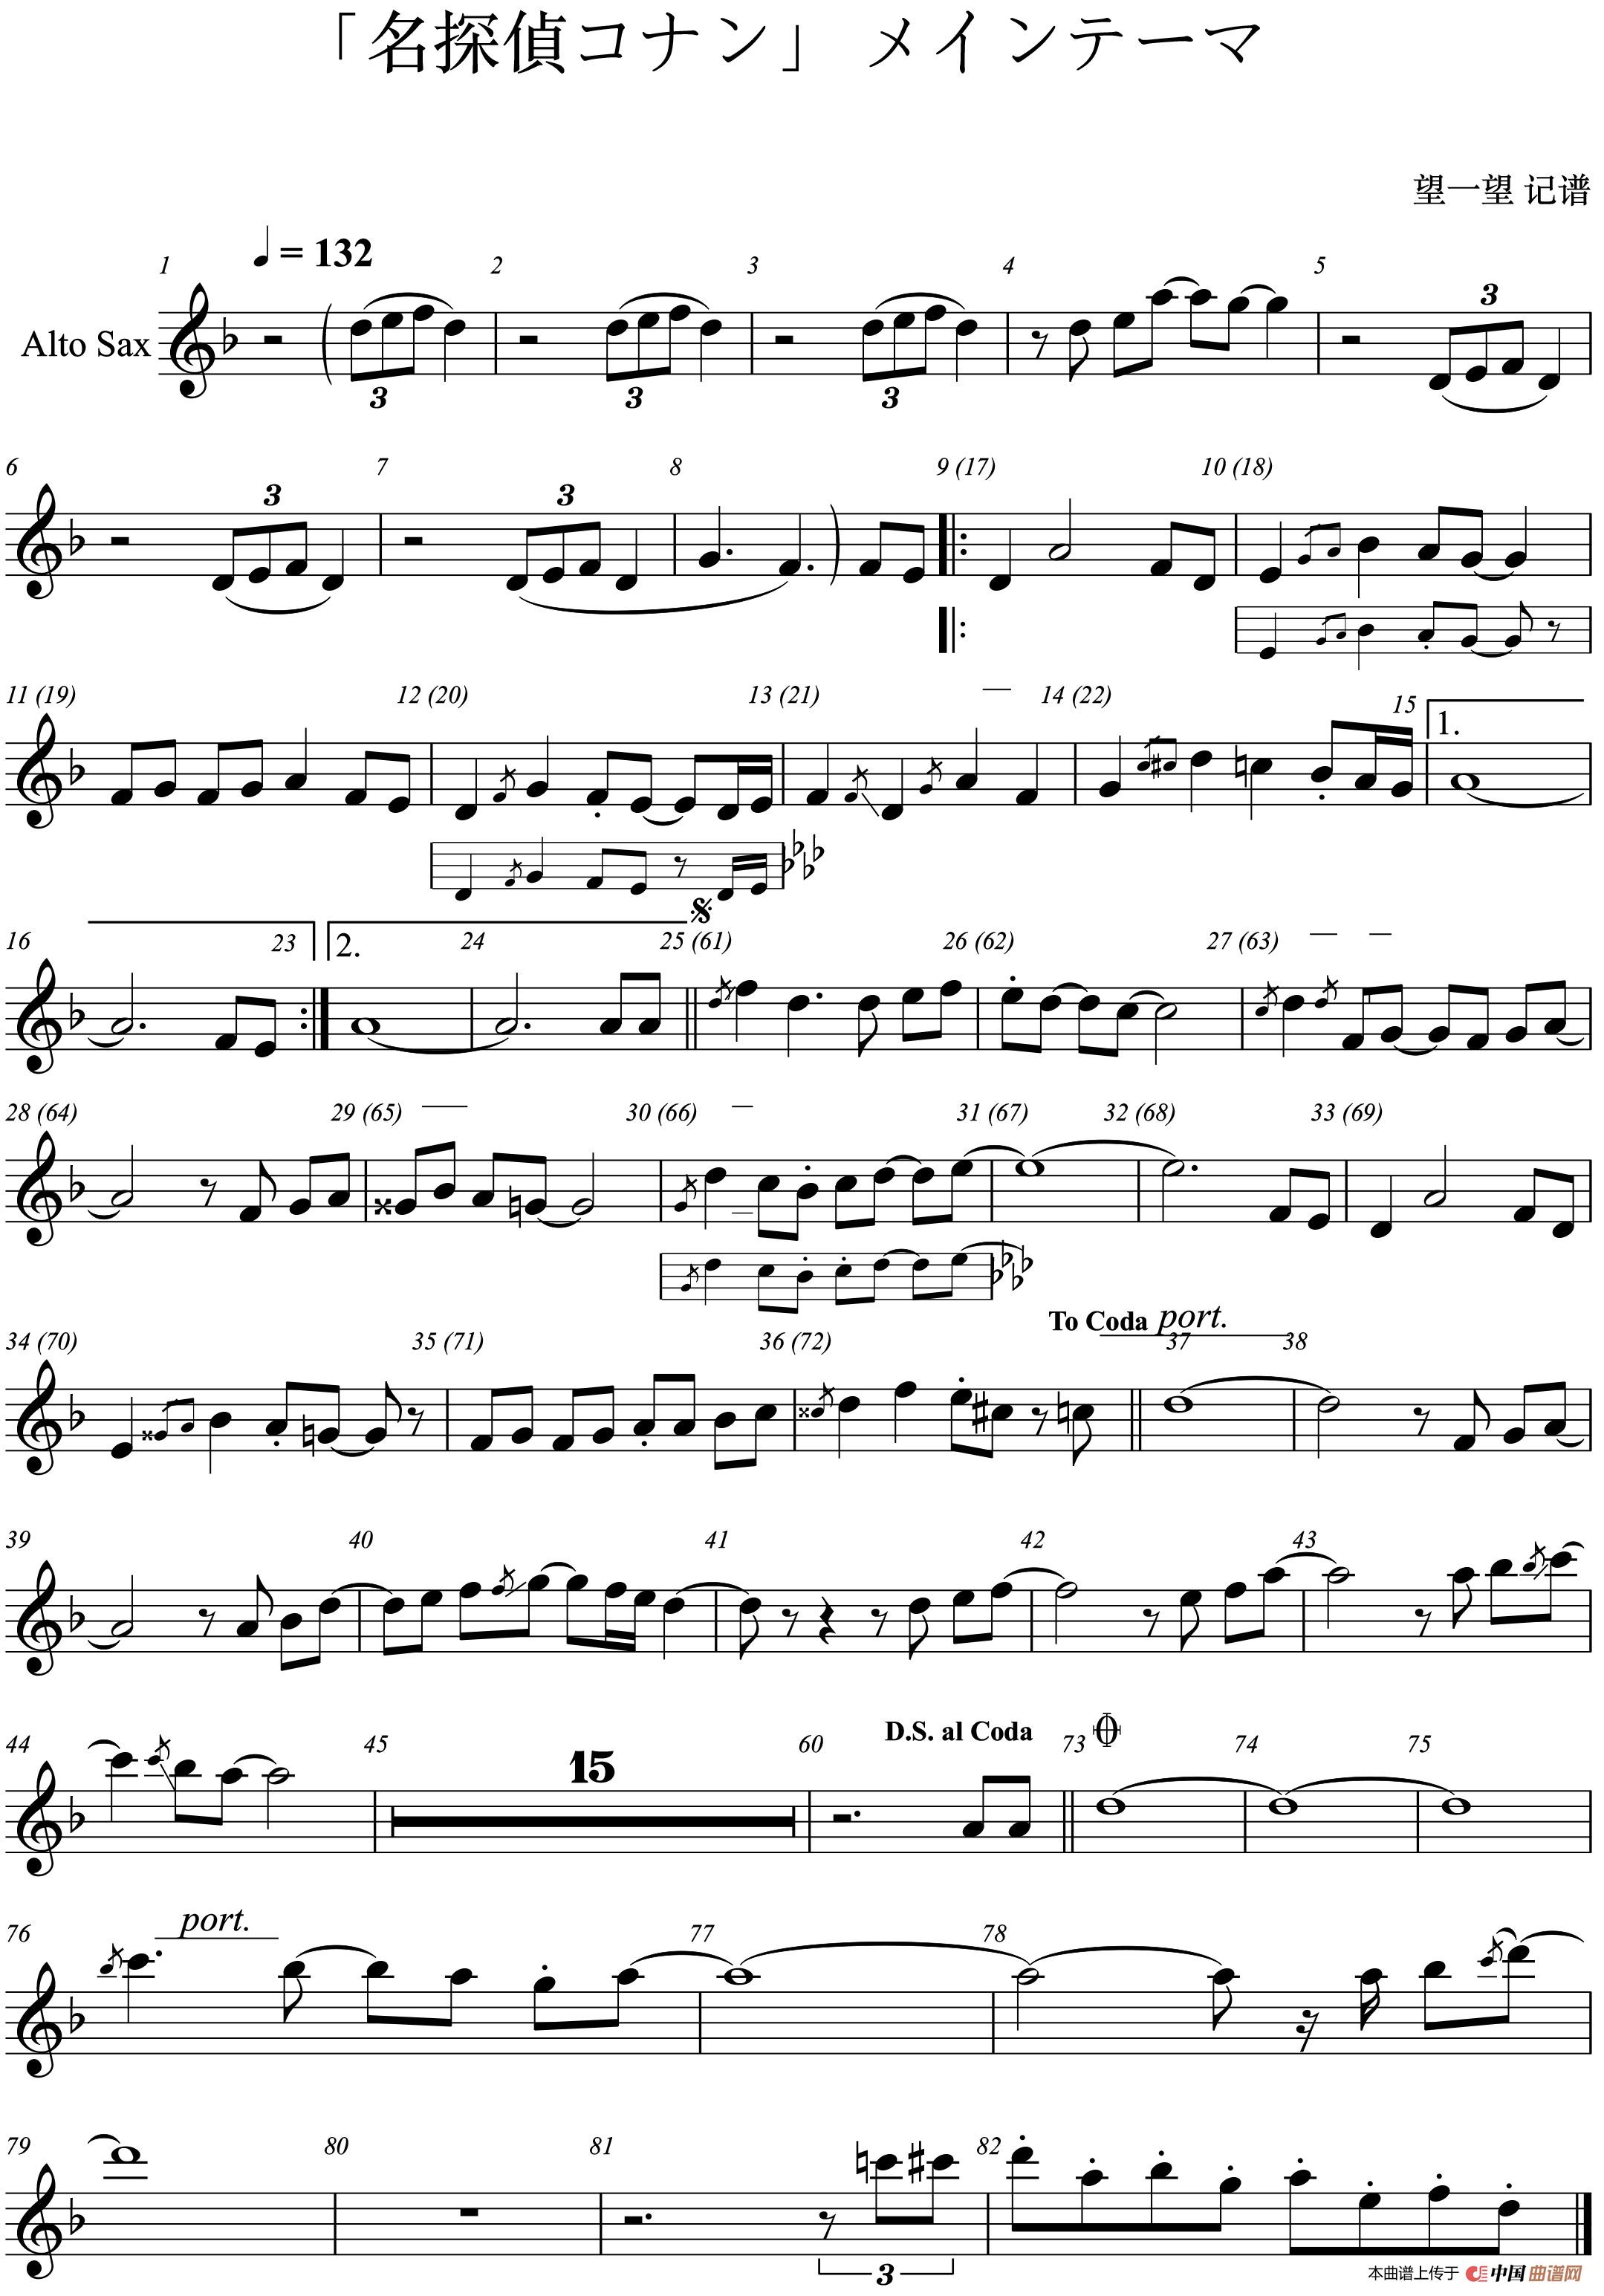 「名探偵コナン」 メインテーマ
望一望 记谱
♩ = 132
Alto Sax
1 2 3 4 5
3 3 3 3
6 7 8 9 (17) 10 (18)
3 3
11 (19) 12 (20) 13 (21) 14 (22) 15
1.
16 23 24 25 (61) 26 (62) 27 (63)
2.
28 (64) 29 (65) 30 (66) 31 (67) 32 (68) 33 (69)
To Coda port.
34 (70) 35 (71) 36 (72) 37 38
39 40 41 42 43
D.S. al Coda
44 45 60 73 74 75
15
port.
76 77 78
79 80 81 82
3
本曲谱上传于 中国曲谱网